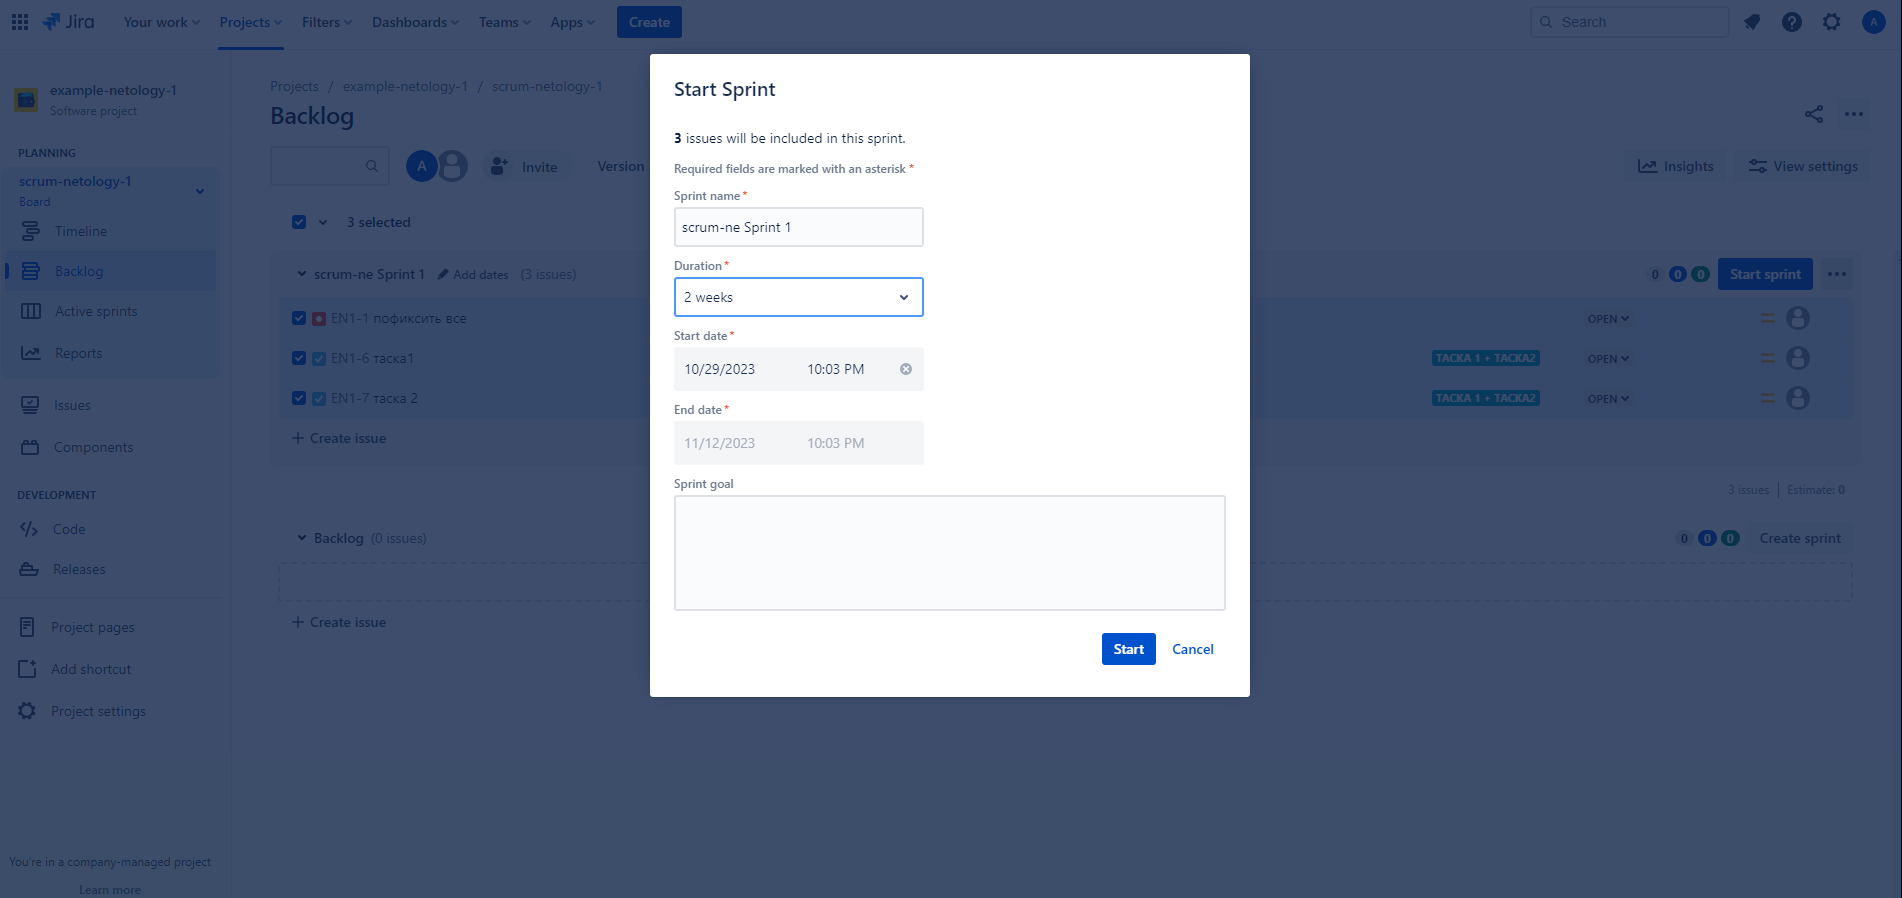 Jira Your work Projects Filters Dashboards Teams Apps Create Search A
example-netology-1
Software project
PLANNING
scrum-netology-1
Board
Timeline
Backlog
Active sprints
Reports
Issues
Components
DEVELOPMENT
Code
Releases
Project pages
Add shortcut
Project settings
You're in a company-managed project
Learn more
Projects / example-netology-1 / scrum-netology-1
Backlog
A Invite Version Insights View settings
3 selected
scrum-ne Sprint 1 Add dates (3 issues) 0 0 0 Start sprint
EN1-1 пофиксить все OPEN
EN1-6 таска1 ТАСКА 1 + ТАСКА2 OPEN
EN1-7 таска 2 ТАСКА 1 + ТАСКА2 OPEN
+ Create issue
3 issues | Estimate: 0
Backlog (0 issues) 0 0 0 Create sprint
+ Create issue
Start Sprint
3 issues will be included in this sprint.
Required fields are marked with an asterisk *
Sprint name*
scrum-ne Sprint 1
Duration*
2 weeks
Start date*
10/29/2023 10:03 PM
End date*
11/12/2023 10:03 PM
Sprint goal
Start Cancel